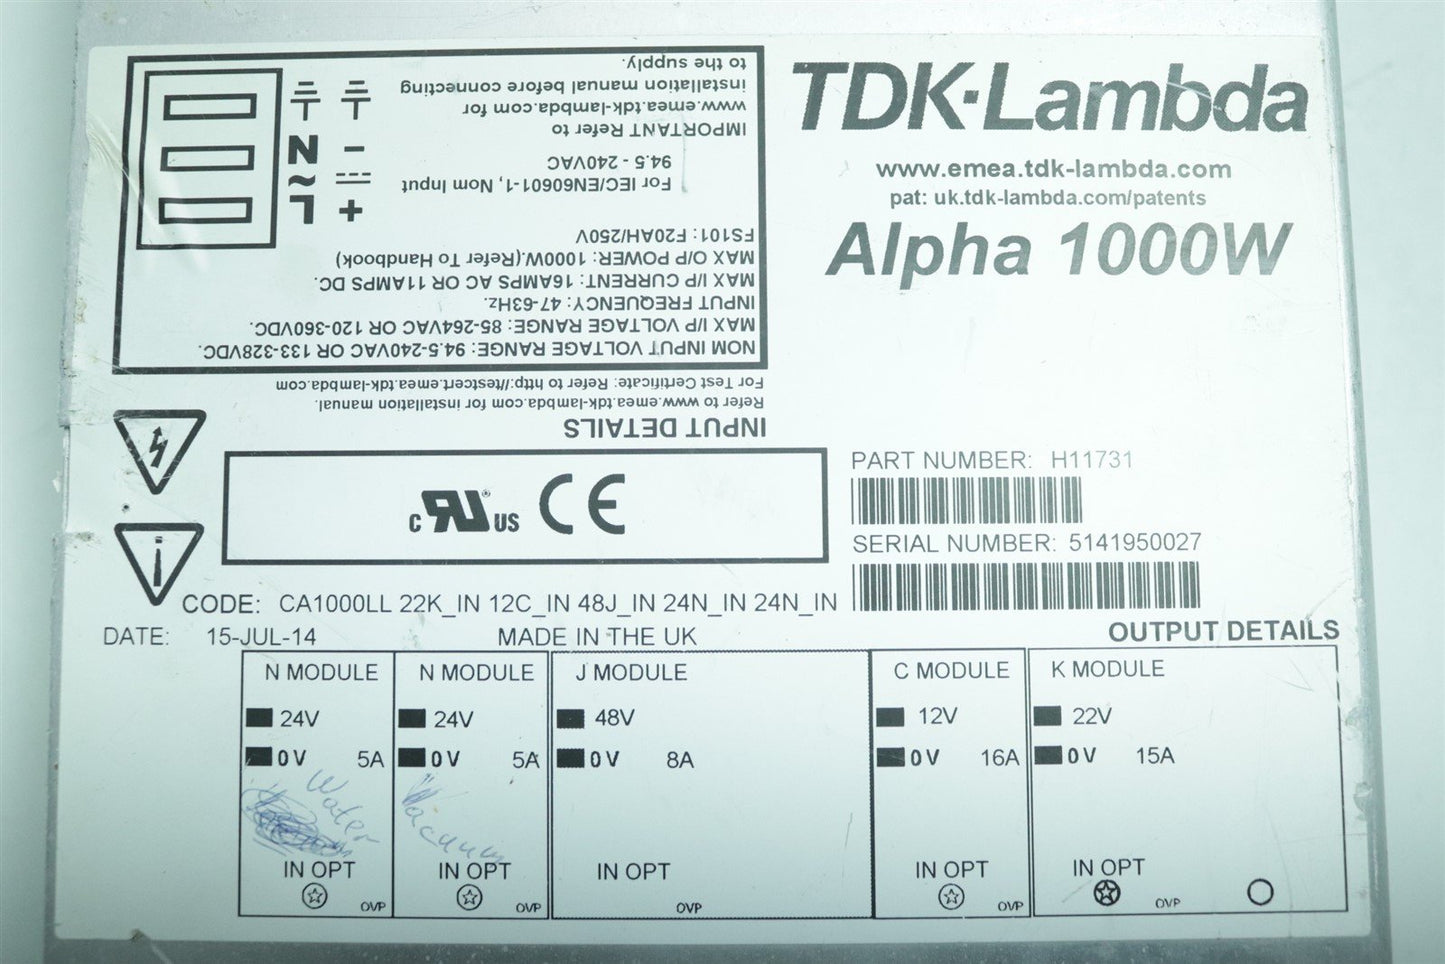 TDK-Lambda
www.emea.tdk-lambda.com
pat: uk.tdk-lambda.com/patents
Alpha 1000W
INPUT DETAILS
Refer to www.emea.tdk-lambda.com for installation manual.
For Test Certificate: Refer to http://testcert.emea.tdk-lambda.com
NOM INPUT VOLTAGE RANGE: 94.5-240VAC OR 133-328VDC.
MAX I/P VOLTAGE RANGE: 85-264VAC OR 120-360VDC.
INPUT FREQUENCY: 47-63Hz.
MAX I/P CURRENT: 16AMPS AC OR 11AMPS DC.
MAX O/P POWER: 1000W.(Refer To Handbook)
FS101: F20AH/250V
For IEC/EN60601-1, Nom Input
94.5 - 240VAC
IMPORTANT Refer to
www.emea.tdk-lambda.com for
installation manual before connecting
to the supply.
+ L
- N
c RU ® US CE
PART NUMBER: H11731
SERIAL NUMBER: 5141950027
CODE: CA1000LL 22K_IN 12C_IN 48J_IN 24N_IN 24N_IN
DATE: 15-JUL-14 MADE IN THE UK
OUTPUT DETAILS
N MODULE
24V
0V 5A
Water
IN OPT
OVP
N MODULE
24V
0V 5A
Vacuum
IN OPT
OVP
J MODULE
48V
0V 8A
IN OPT
OVP
C MODULE
12V
0V 16A
IN OPT
OVP
K MODULE
22V
0V 15A
IN OPT
OVP